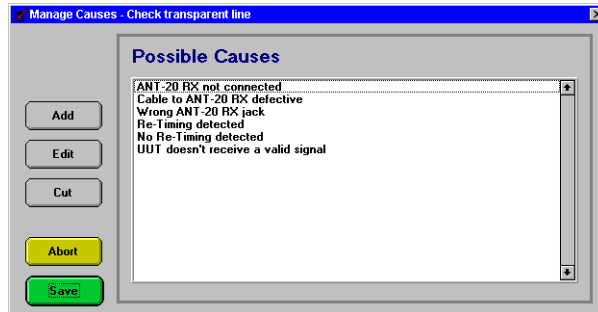 Manage Causes - Check transparent line
Possible Causes
ANT-20 RX not connected
Cable to ANT-20 RX defective
Wrong ANT-20 RX jack
Re-Timing detected
No Re-Timing detected
UUT doesn't receive a valid signal
Add
Edit
Cut
Abort
Save